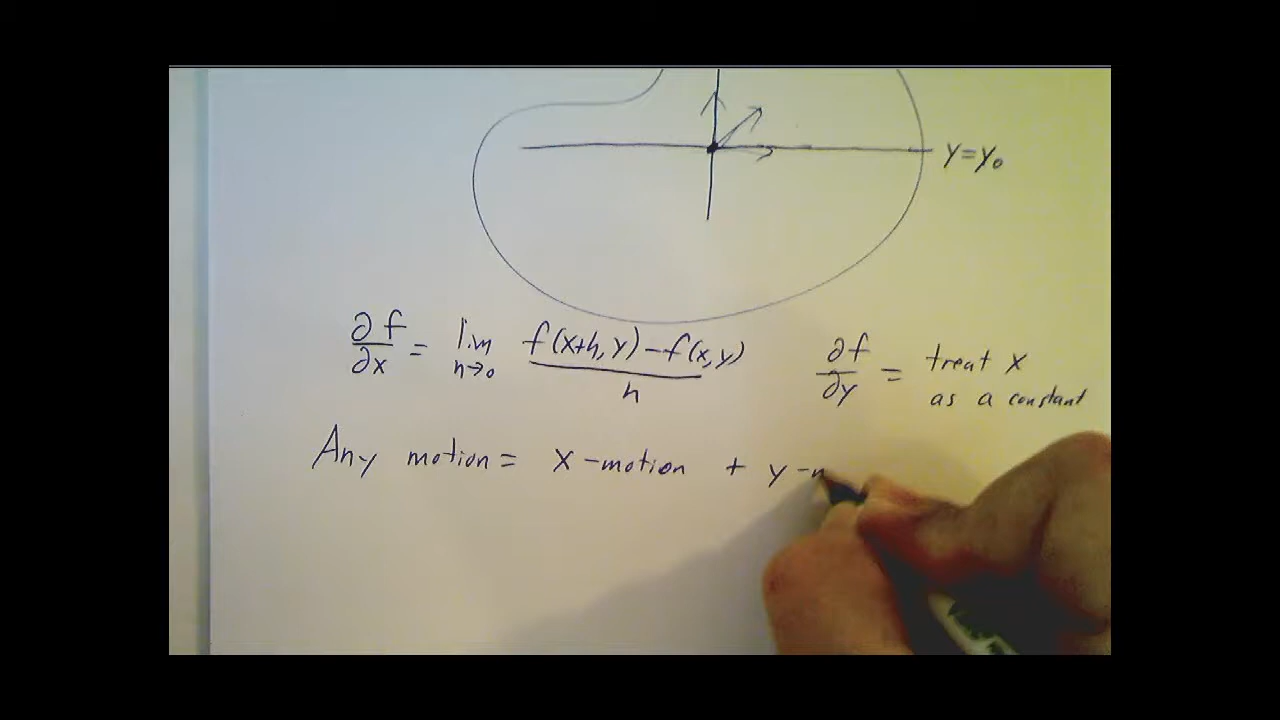 y=y₀
∂f/∂x = lim h→0 f(x+h, y) - f(x, y) / h
∂f/∂y = treat x
as a constant
Any motion = x-motion + y-m